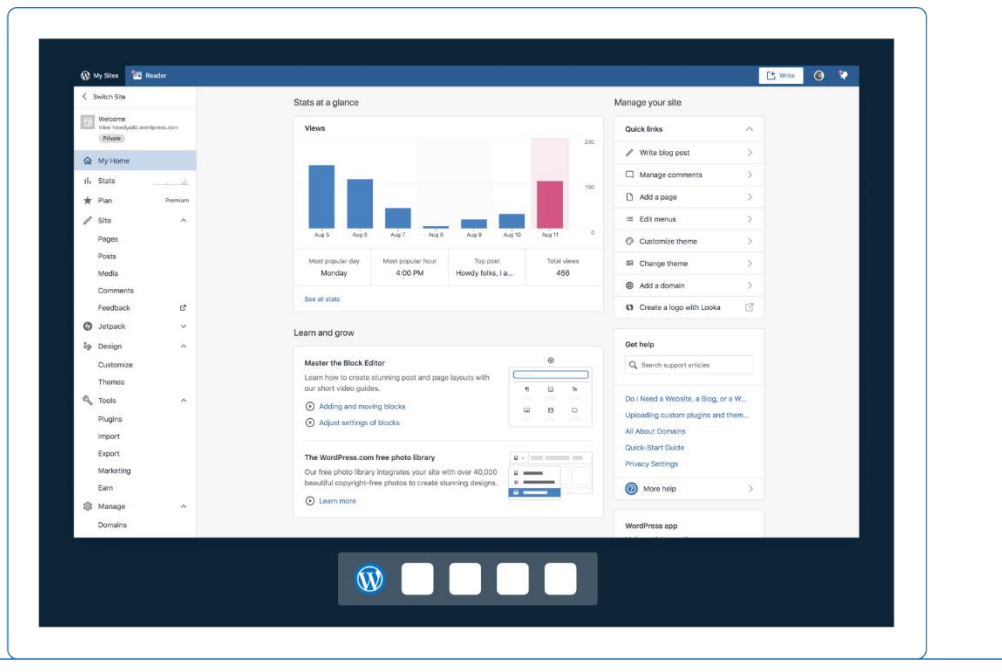 My Sites
Reader
Write
Switch Site
Welcome
View howdysite.wordpress.com
Private
My Home
Stats
Plan
Premium
Site
Pages
Posts
Media
Comments
Feedback
Jetpack
Design
Customize
Themes
Tools
Plugins
Import
Export
Marketing
Earn
Manage
Domains
Stats at a glance
Views
200
100
0
Aug 5 Aug 6 Aug 7 Aug 8 Aug 9 Aug 10 Aug 11
Most popular day Most popular hour Top post Total views
Monday 4:00 PM Howdy folks, I a... 456
See all stats
Learn and grow
Master the Block Editor
Learn how to create stunning post and page layouts with
our short video guides.
Adding and moving blocks
Adjust settings of blocks
The WordPress.com free photo library
Our free photo library integrates your site with over 40,000
beautiful copyright-free photos to create stunning designs.
Learn more
Manage your site
Quick links
Write blog post
Manage comments
Add a page
Edit menus
Customize theme
Change theme
Add a domain
Create a logo with Looka
Get help
Search support articles
Do I Need a Website, a Blog, or a W...
Uploading custom plugins and them...
All About Domains
Quick-Start Guide
Privacy Settings
More help
WordPress app